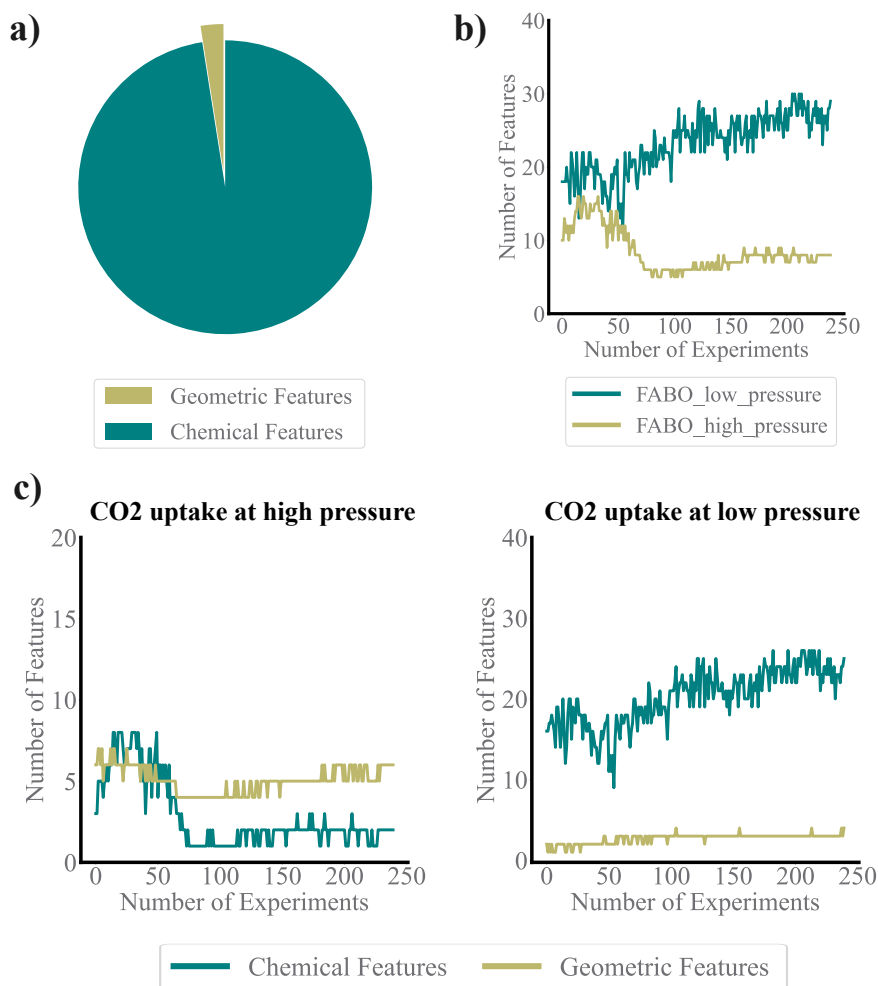 a)
Geometric Features
Chemical Features
b)
40
30
20
10
0
Number of Features
0 50 100 150 200 250
Number of Experiments
FABO_low_pressure
FABO_high_pressure
c)
CO2 uptake at high pressure
20
15
10
5
0
Number of Features
0 50 100 150 200 250
Number of Experiments
CO2 uptake at low pressure
40
30
20
10
0
Number of Features
0 50 100 150 200 250
Number of Experiments
Chemical Features
Geometric Features